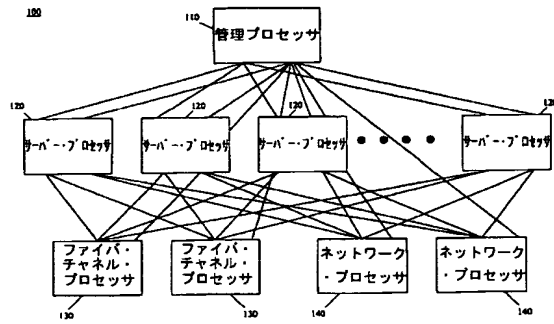 100
110
管理プロセッサ
120
120
120
120
サーバー・プロセッサ
サーバー・プロセッサ
サーバー・プロセッサ
サーバー・プロセッサ
ファイバ・
チャネル・
プロセッサ
ファイバ・
チャネル・
プロセッサ
ネットワーク
・プロセッサ
ネットワーク
・プロセッサ
130
130
140
140